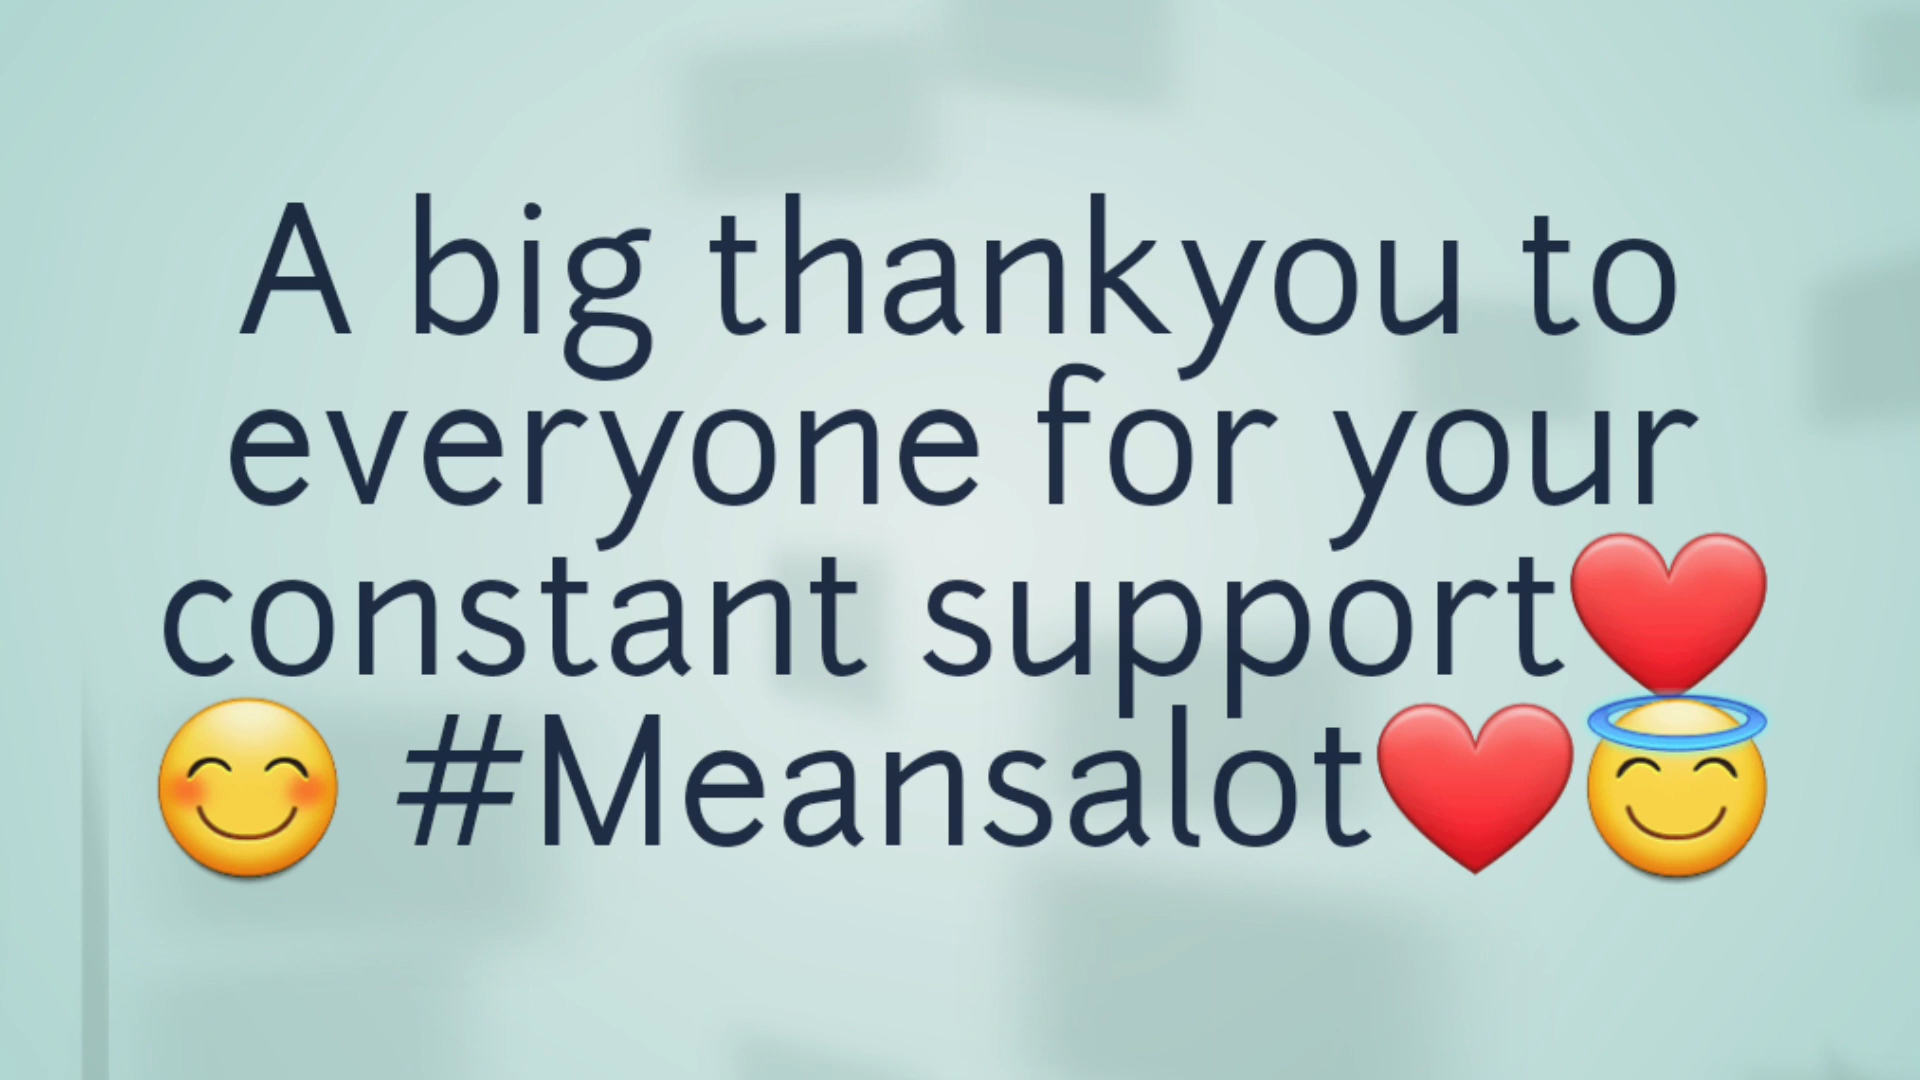 A big thankyou to
everyone for your
constant support❤️
😊 #Meansalot❤️😇